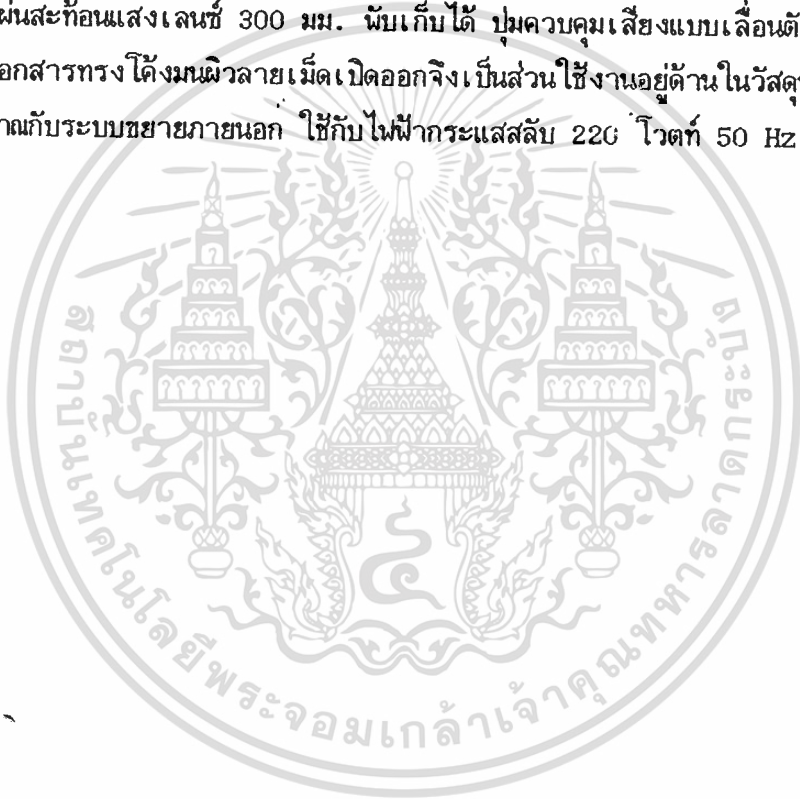 ผ่นสะท้อนแสงเลนซ์ 300 มม. พับเก็บได้ ปุ่มควบคุมเสียงแบบเลื่อนตั
อกสารทรงโค้งมนผิวลายเม็ดเปิดออกจึงเป็นส่วนใช้งานอยู่ด้านในวัสดุ
าณกับระบบขยายภายนอก ใช้กับไฟฟ้ากระแสสลับ 220 โวตท์ 50 Hz
สถาบันเทคโนโลยีพระจอมเกล้าเจ้าคุณทหารลาดกระบัง